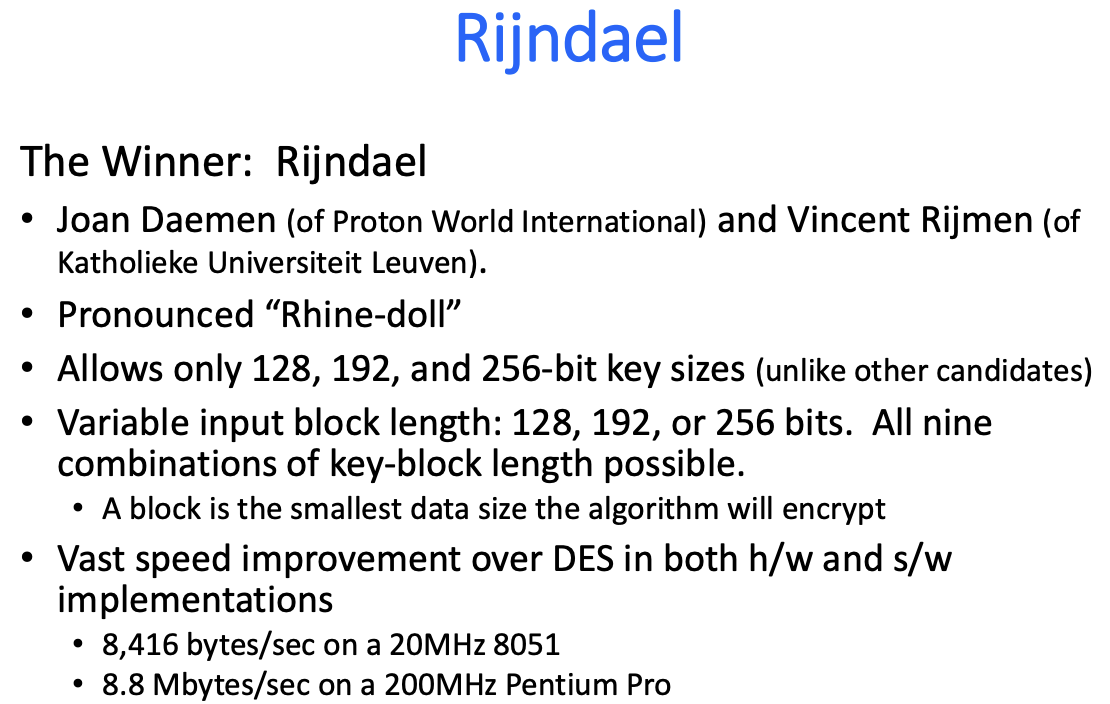 Rijndael
The Winner:  Rijndael
• Joan Daemen (of Proton World International) and Vincent Rijmen (of
Katholieke Universiteit Leuven).
• Pronounced “Rhine-doll”
• Allows only 128, 192, and 256-bit key sizes (unlike other candidates)
• Variable input block length: 128, 192, or 256 bits.  All nine
combinations of key-block length possible.
• A block is the smallest data size the algorithm will encrypt
• Vast speed improvement over DES in both h/w and s/w
implementations
• 8,416 bytes/sec on a 20MHz 8051
• 8.8 Mbytes/sec on a 200MHz Pentium Pro